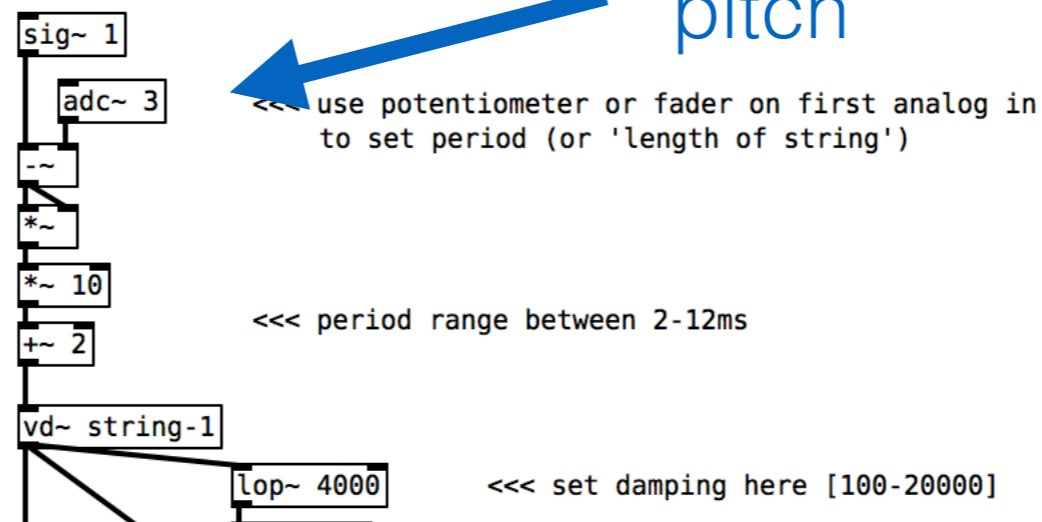 pitch
sig~ 1
adc~ 3
<<< use potentiometer or fader on first analog in
to set period (or 'length of string')
-~
*~
*~ 10
<<< period range between 2-12ms
+~ 2
vd~ string-1
lop~ 4000
<<< set damping here [100-20000]